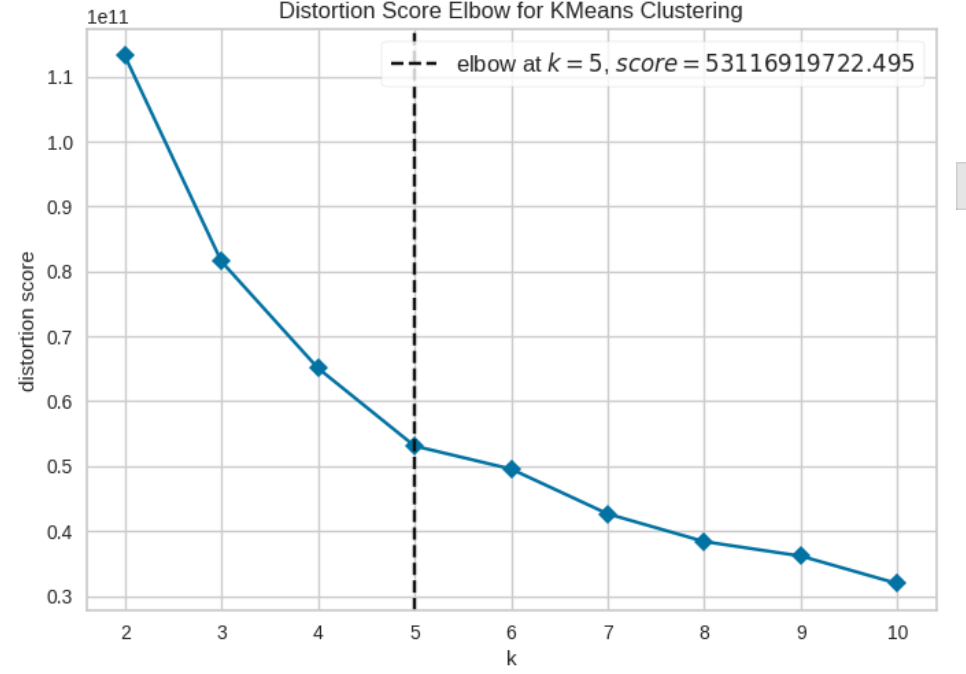 Distortion Score Elbow for KMeans Clustering
1e11
elbow at k = 5, score = 53116919722.495
1.1
1.0
0.9
0.8
0.7
0.6
0.5
0.4
0.3
distortion score
2 3 4 5 6 7 8 9 10
k